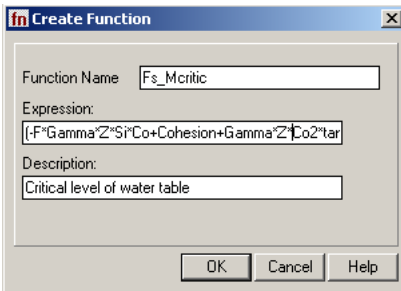 fn Create Function
Function Name Fs_Mcritic
Expression:
(-F*Gamma*Z*Si*Co+Cohesion+Gamma*Z*Co2*tar
Description:
Critical level of water table
OK Cancel Help